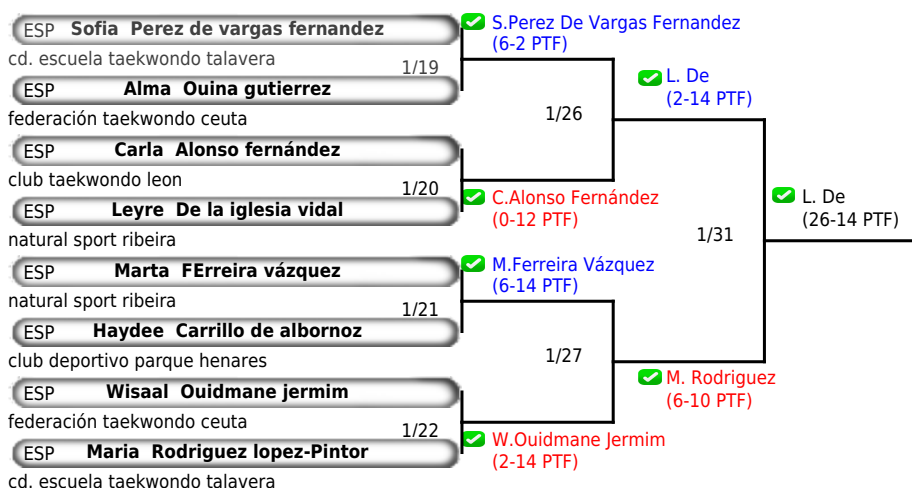 ESP Sofia Perez de vargas fernandez
cd. escuela taekwondo talavera
1/19
ESP Alma Ouina gutierrez
federación taekwondo ceuta
ESP Carla Alonso fernández
club taekwondo leon
1/20
ESP Leyre De la iglesia vidal
natural sport ribeira
ESP Marta FErreira vázquez
natural sport ribeira
1/21
ESP Haydee Carrillo de albornoz
club deportivo parque henares
ESP Wisaal Ouidmane jermim
federación taekwondo ceuta
1/22
ESP Maria Rodriguez lopez-Pintor
cd. escuela taekwondo talavera
S.Perez De Vargas Fernandez
(6-2 PTF)
1/26
C.Alonso Fernández
(0-12 PTF)
M.Ferreira Vázquez
(6-14 PTF)
1/27
W.Ouidmane Jermim
(2-14 PTF)
L. De
(2-14 PTF)
1/31
M. Rodriguez
(6-10 PTF)
L. De
(26-14 PTF)